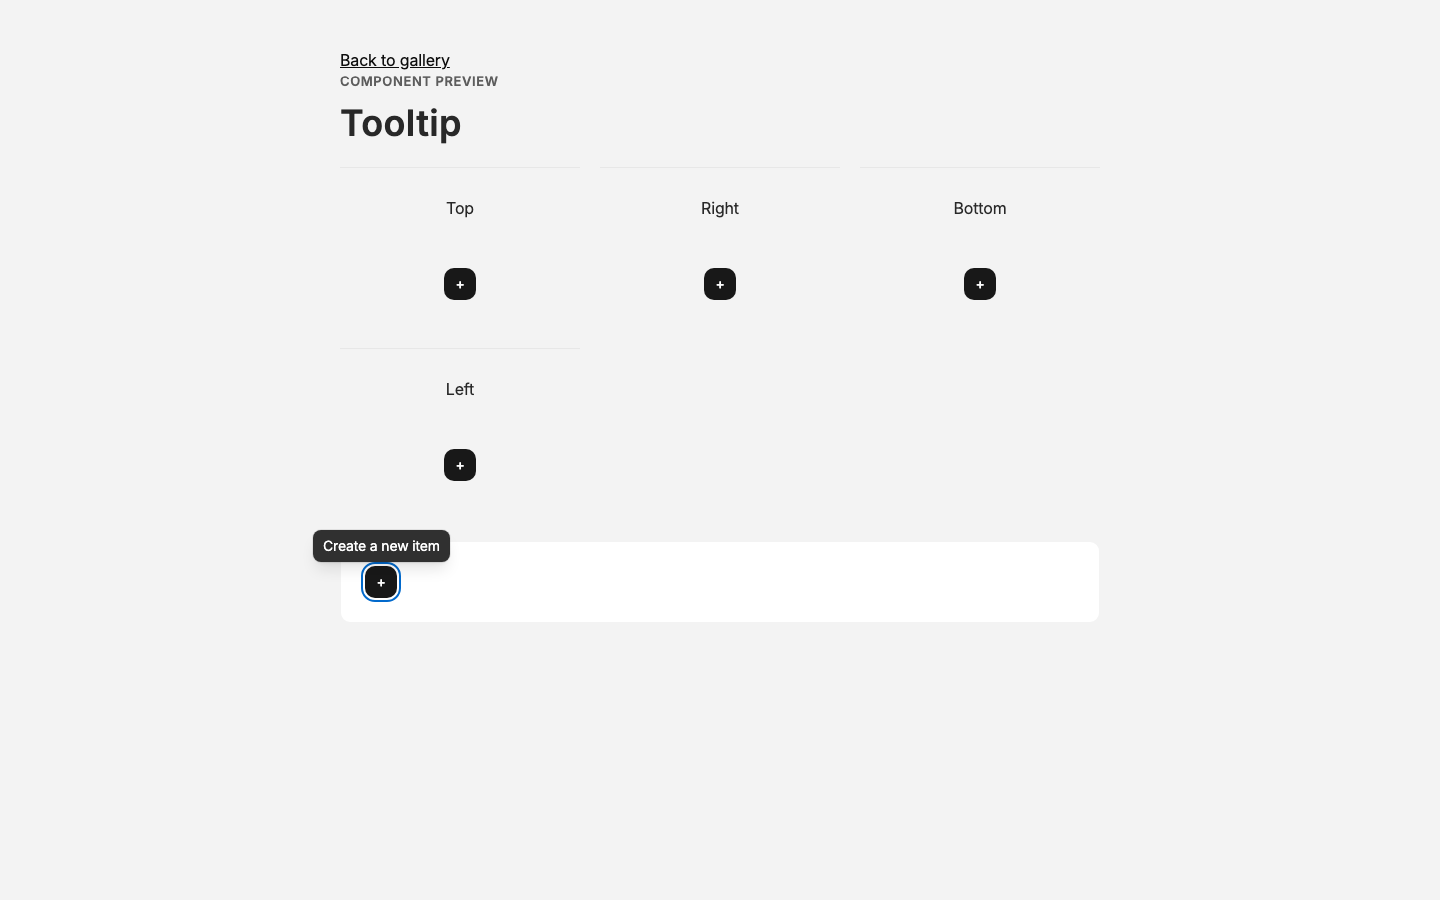 Back to gallery
COMPONENT PREVIEW
Tooltip
Top
Right
Bottom
+
+
+
Left
+
Create a new item
+